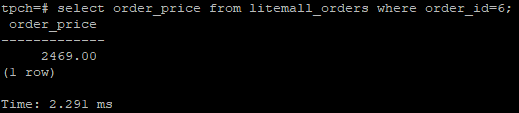 tpch=# select order_price from litemall_orders where order_id=6;
 order_price
-------------
     2469.00
(1 row)

Time: 2.291 ms